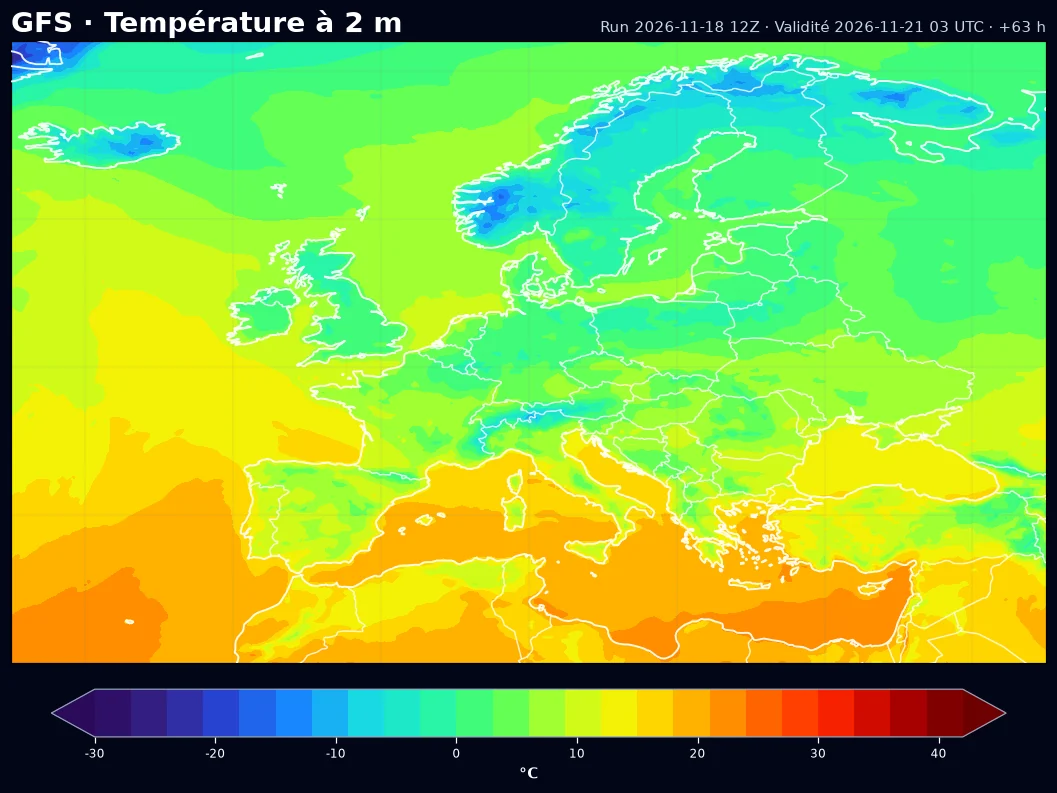 GFS · Température à 2 m
Run 2026-11-18 12Z · Validité 2026-11-21 03 UTC · +63 h
-30 -20 -10 0 10 20 30 40
°C